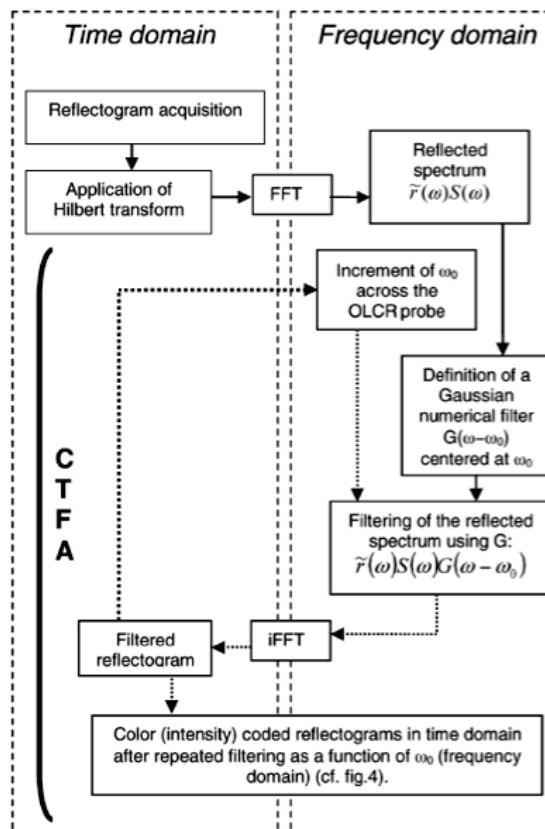 Time domain
Frequency domain
Reflectogram acquisition
Application of
Hilbert transform
FFT
Reflected
spectrum
r̃(ω)S(ω)
Increment of ω₀
across the
OLCR probe
Definition of a
Gaussian
numerical filter
G(ω−ω₀)
centered at ω₀
C
T
F
A
Filtering of the reflected
spectrum using G:
r̃(ω)S(ω)G(ω − ω₀)
iFFT
Filtered
reflectogram
Color (intensity) coded reflectograms in time domain
after repeated filtering as a function of ω₀ (frequency
domain) (cf. fig.4).